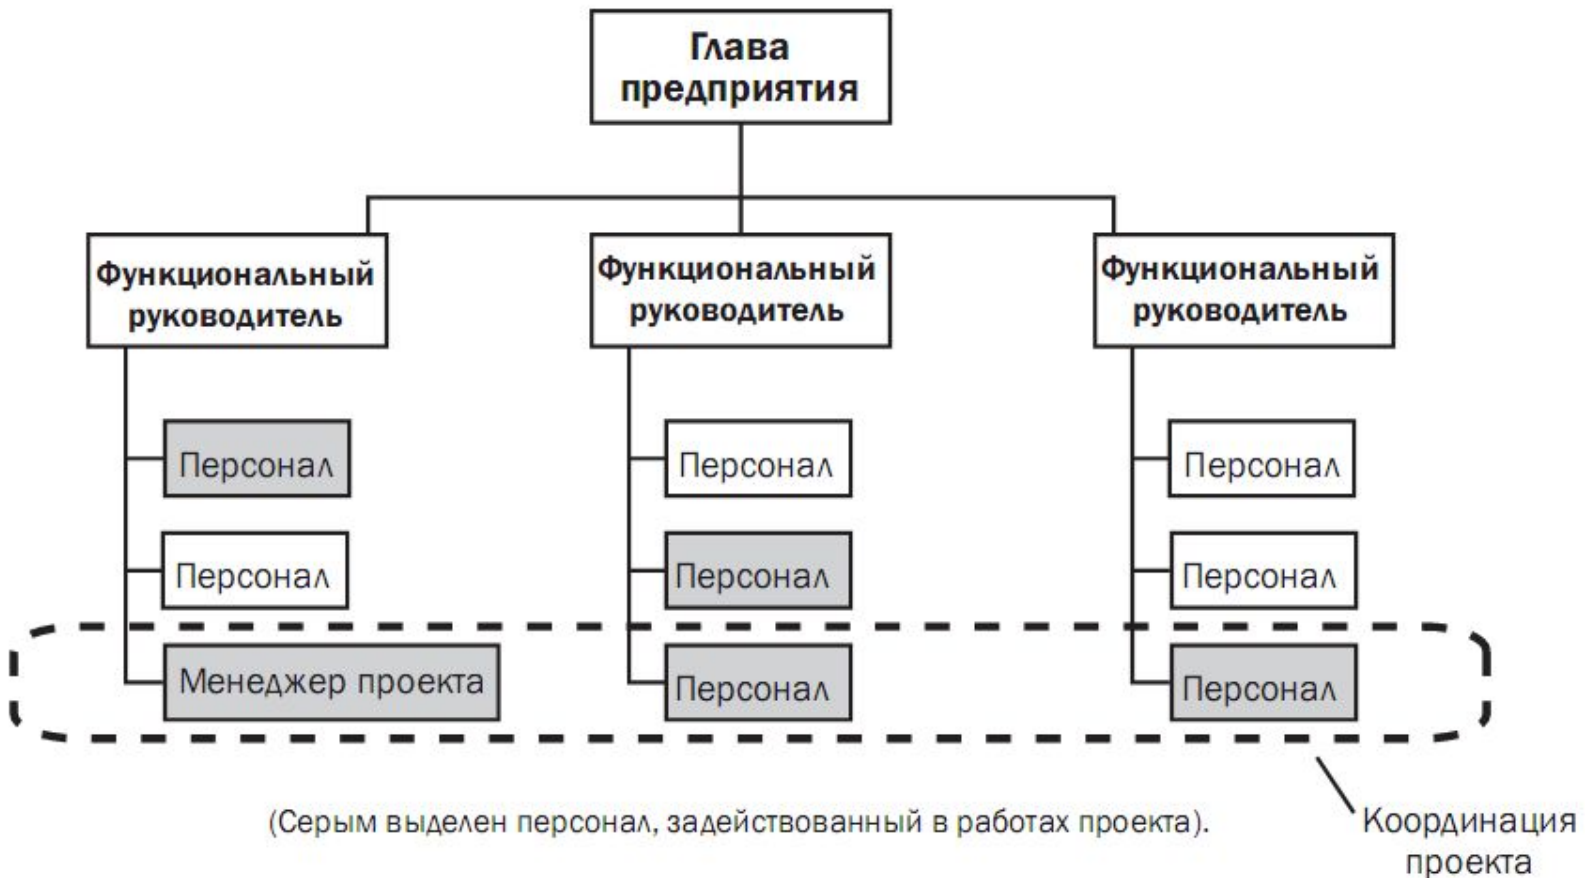 Глава
предприятия
Функциональный
руководитель
Функциональный
руководитель
Функциональный
руководитель
Персонал
Персонал
Персонал
Персонал
Персонал
Персонал
Менеджер проекта
Персонал
Персонал
(Серым выделен персонал, задействованный в работах проекта).
Координация
проекта